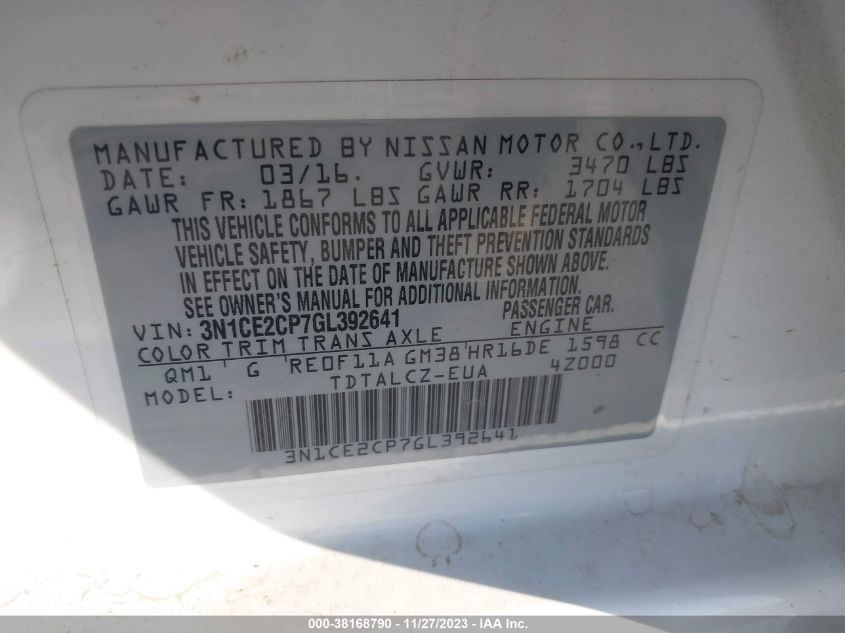 MANUFACTURED BY NISSAN MOTOR CO.,LTD.
DATE: 03/16. GVWR: 3470 LBS
GAWR FR: 1867 LBS GAWR RR: 1704 LBS
THIS VEHICLE CONFORMS TO ALL APPLICABLE FEDERAL MOTOR
VEHICLE SAFETY, BUMPER AND THEFT PREVENTION STANDARDS
IN EFFECT ON THE DATE OF MANUFACTURE SHOWN ABOVE.
SEE OWNER'S MANUAL FOR ADDITIONAL INFORMATION.
VIN: 3N1CE2CP7GL392641 PASSENGER CAR.
COLOR TRIM TRANS AXLE ENGINE
QM1 G RE0F11A GM38 HR16DE 1598 CC
MODEL: TDTALCZ-EUA 4Z000
3N1CE2CP7GL392641
000-38168790 - 11/27/2023 - IAA Inc.